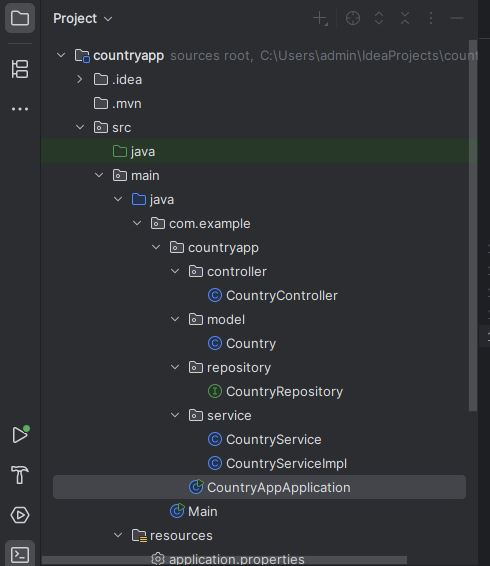 Project
countryapp sources root, C:\Users\admin\IdeaProjects\coun
.idea
.mvn
src
java
main
java
com.example
countryapp
controller
CountryController
model
Country
repository
CountryRepository
service
CountryService
CountryServiceImpl
CountryAppApplication
Main
resources
application.properties